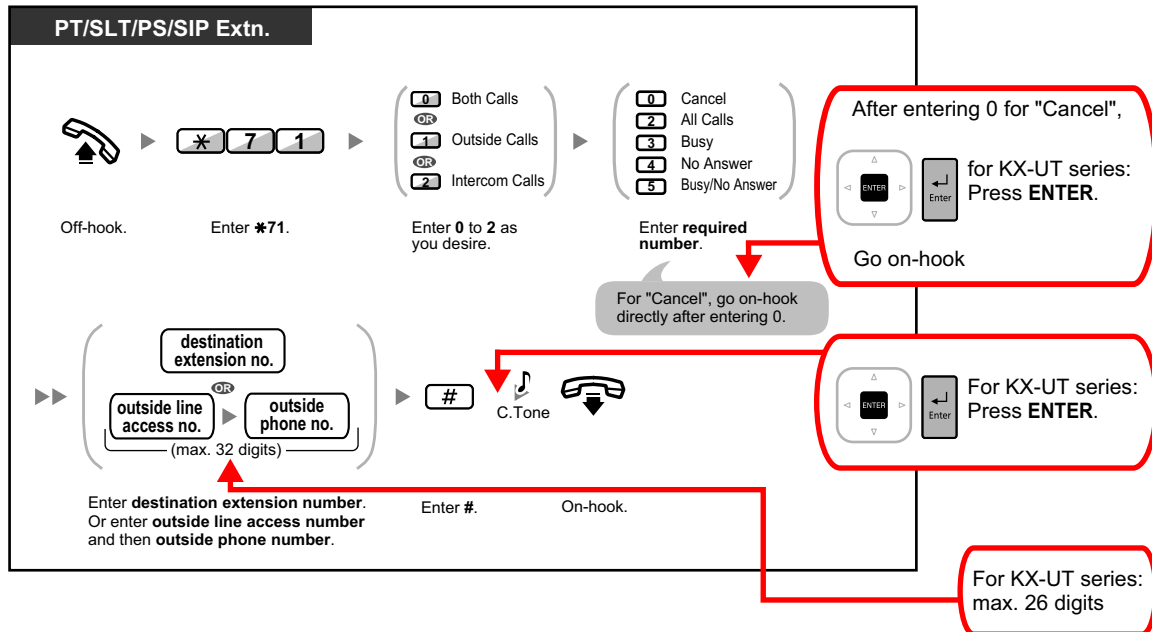 PT/SLT/PS/SIP Extn.
0 Both Calls
OR
1 Outside Calls
OR
2 Intercom Calls
0 Cancel
2 All Calls
3 Busy
4 No Answer
5 Busy/No Answer
✱ 7 1
Off-hook.
Enter ✱71.
Enter 0 to 2 as
you desire.
Enter required
number.
For "Cancel", go on-hook
directly after entering 0.
After entering 0 for "Cancel",
ENTER
Enter
for KX-UT series:
Press ENTER.
Go on-hook
destination
extension no.
OR
outside line
access no.
outside
phone no.
(max. 32 digits)
#
C.Tone
Enter destination extension number.
Or enter outside line access number
and then outside phone number.
Enter #.
On-hook.
ENTER
Enter
For KX-UT series:
Press ENTER.
For KX-UT series:
max. 26 digits